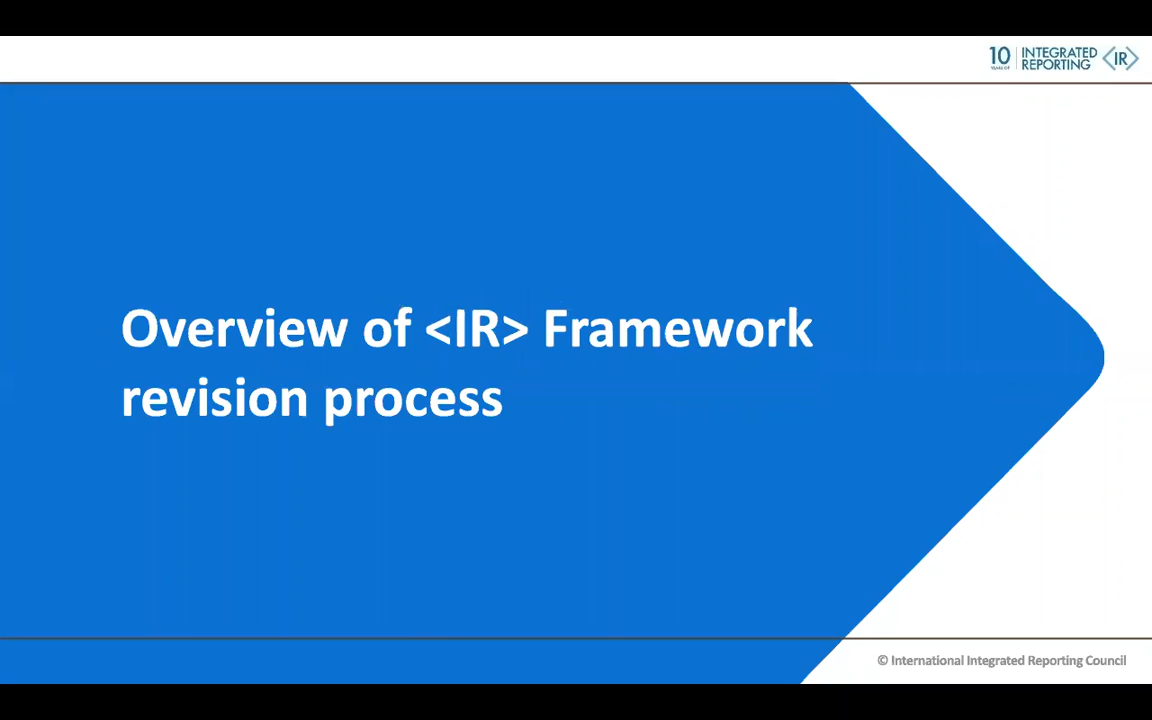 10 INTEGRATED
YEARS OF REPORTING <IR>
Overview of <IR> Framework
revision process
© International Integrated Reporting Council